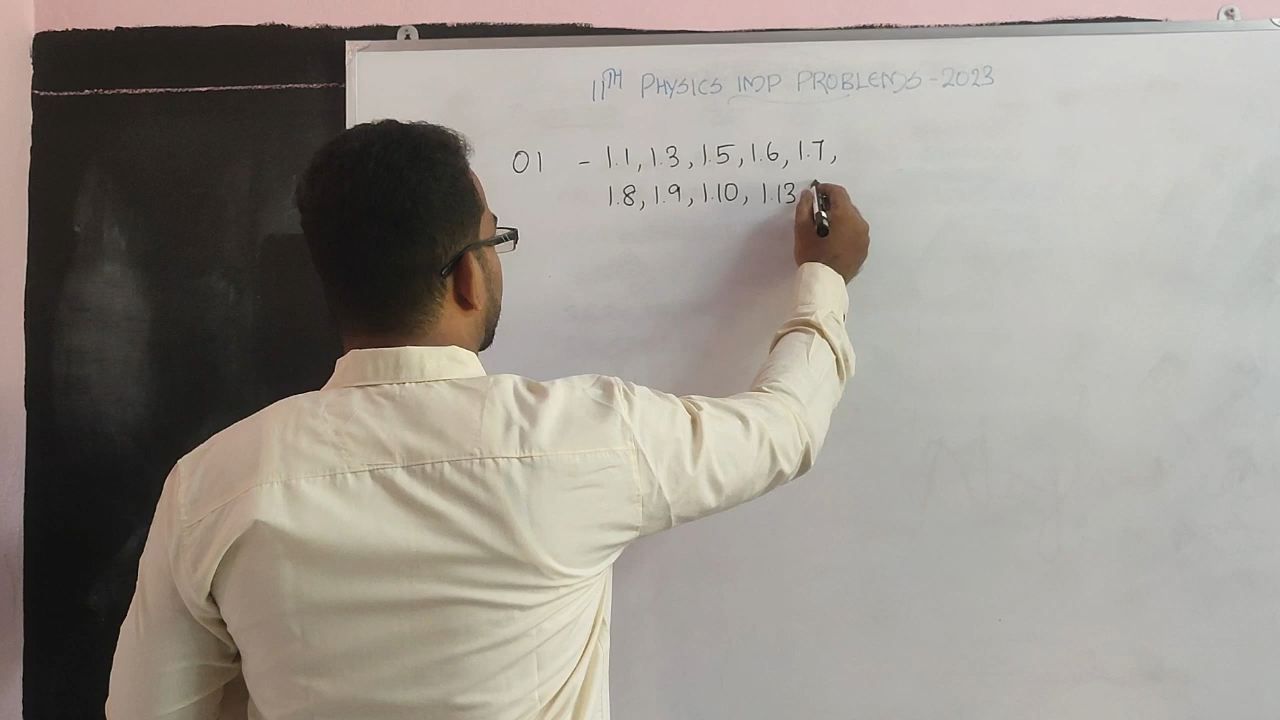 11TH PHYSICS IMP PROBLEMS - 2023
01 - 1.1, 1.3, 1.5, 1.6, 1.7,
1.8, 1.9, 1.10, 1.13